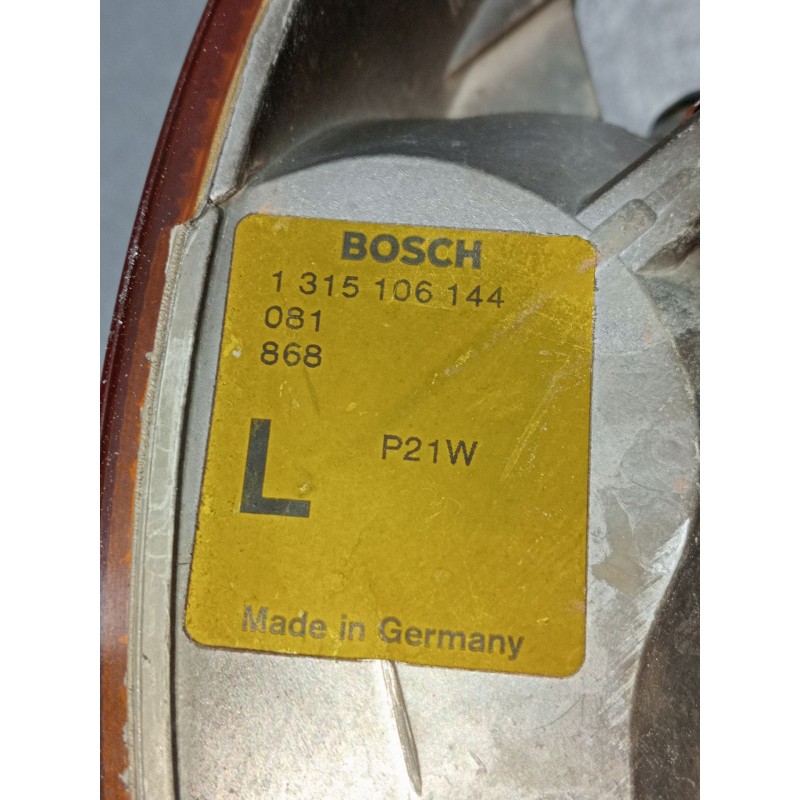 BOSCH
1 315 106 144
081
868
L P21W
Made in Germany